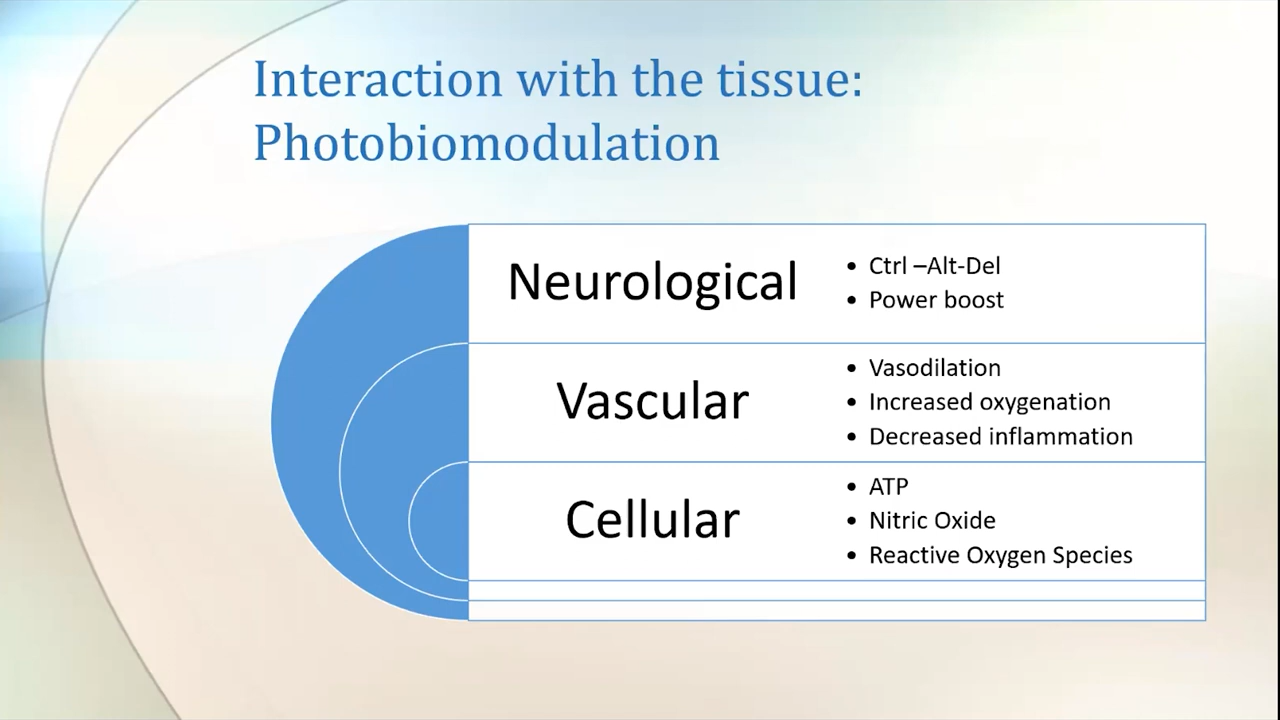 Interaction with the tissue:
Photobiomodulation
Neurological
• Ctrl –Alt-Del
• Power boost
Vascular
• Vasodilation
• Increased oxygenation
• Decreased inflammation
Cellular
• ATP
• Nitric Oxide
• Reactive Oxygen Species